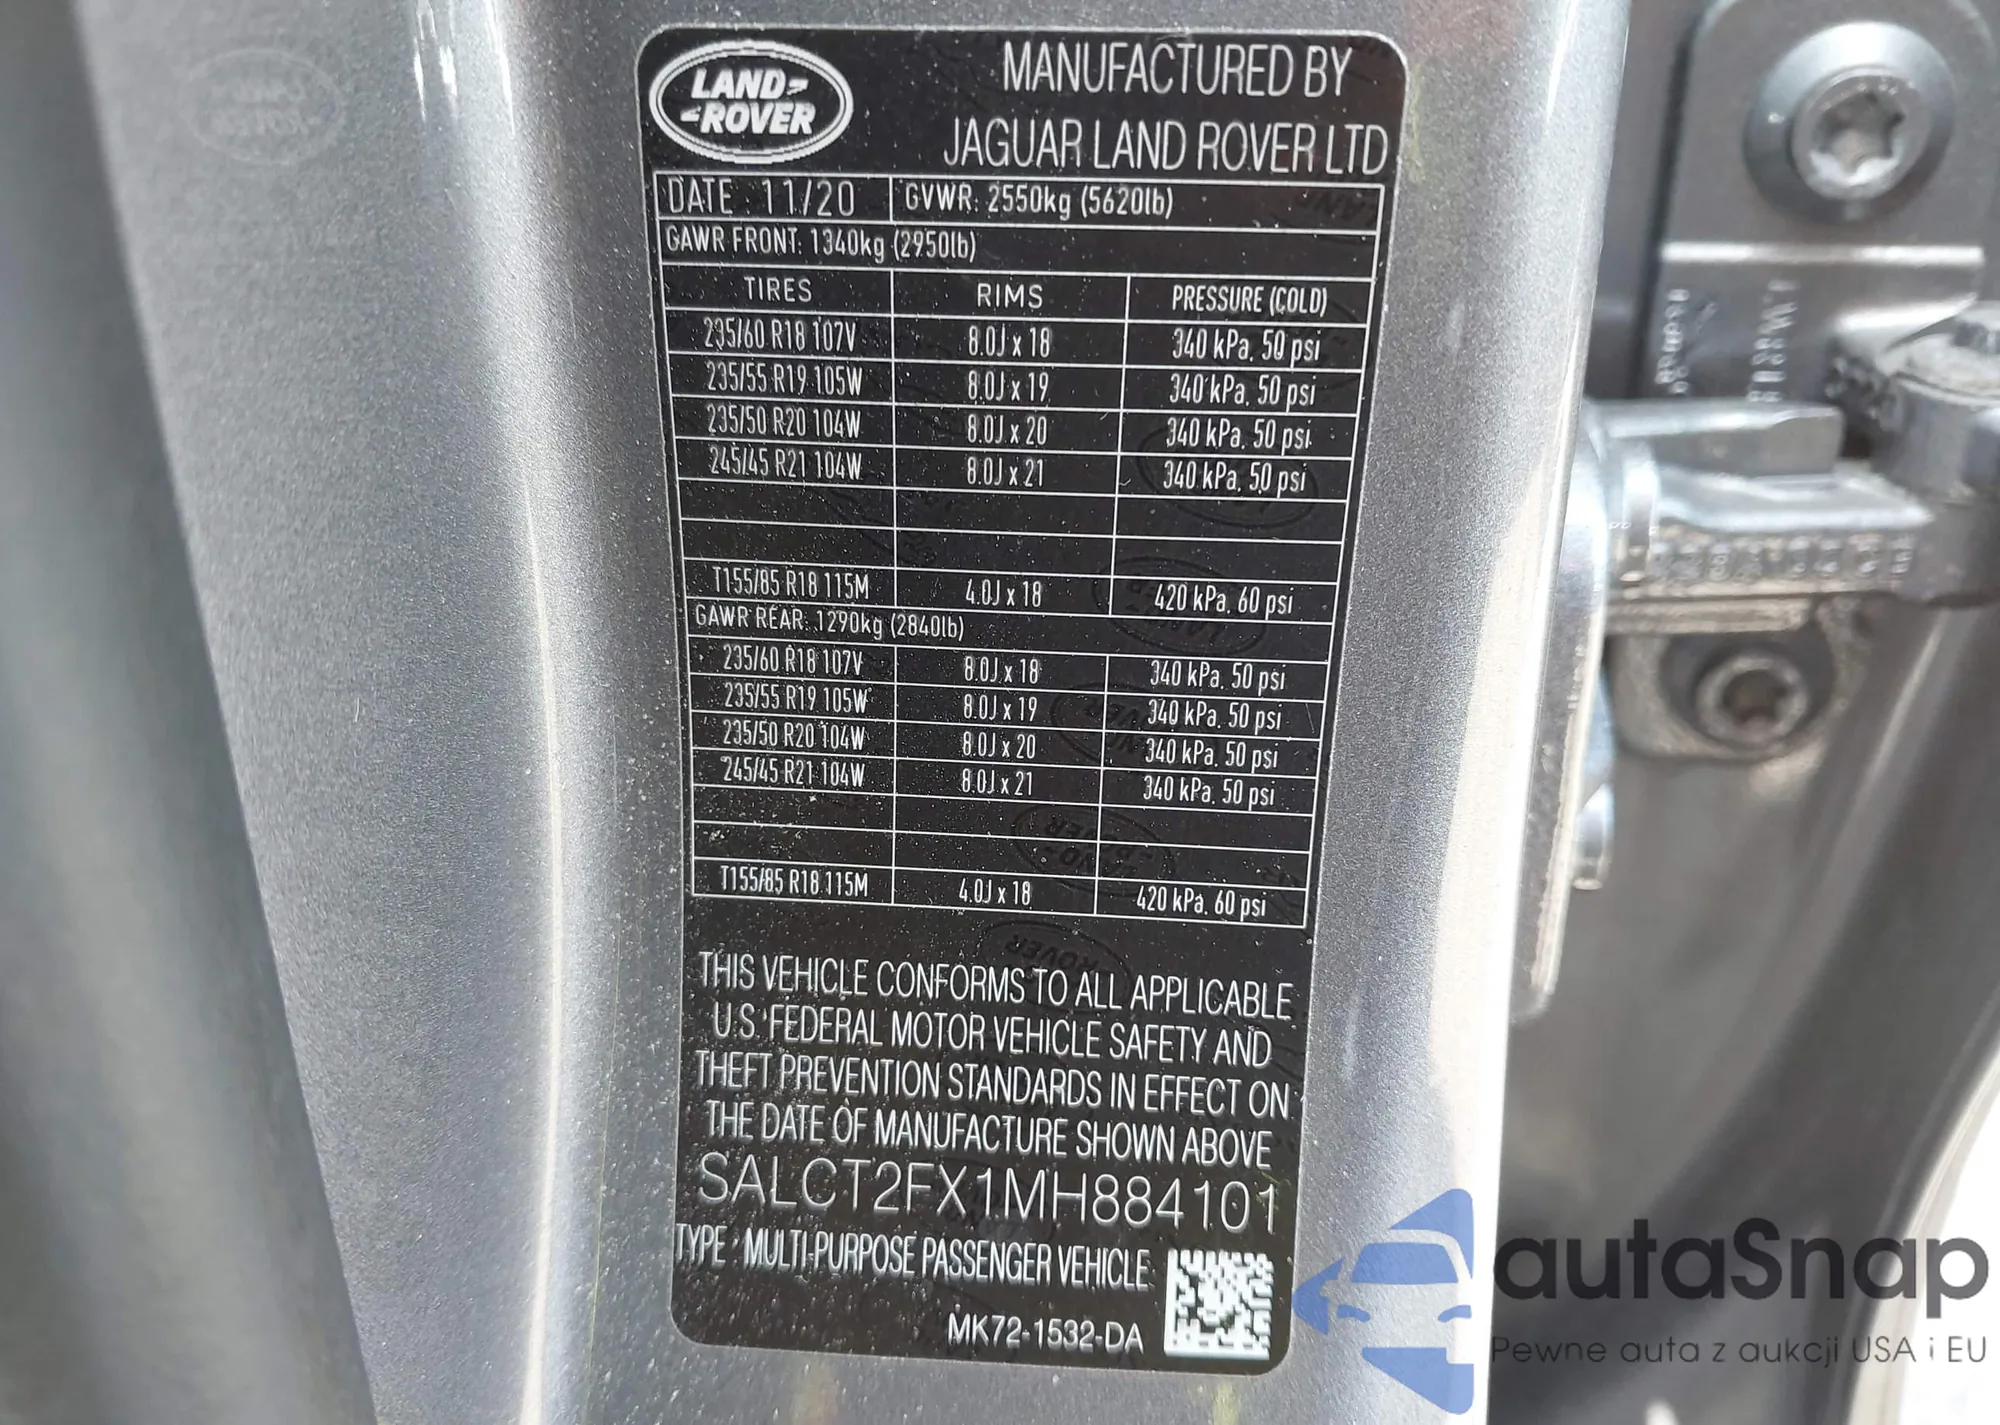 LAND
ROVER
MANUFACTURED BY
JAGUAR LAND ROVER LTD
DATE: 11/20 GVWR: 2550kg (5620lb)
GAWR FRONT: 1340kg (2950lb)
TIRES RIMS PRESSURE (COLD)
235/60 R18 107V 8.0J x 18 340 kPa, 50 psi
235/55 R19 105W 8.0J x 19 340 kPa, 50 psi
235/50 R20 104W 8.0J x 20 340 kPa, 50 psi
245/45 R21 104W 8.0J x 21 340 kPa, 50 psi
T155/85 R18 115M 4.0J x 18 420 kPa, 60 psi
GAWR REAR: 1290kg (2840lb)
235/60 R18 107V 8.0J x 18 340 kPa, 50 psi
235/55 R19 105W 8.0J x 19 340 kPa, 50 psi
235/50 R20 104W 8.0J x 20 340 kPa, 50 psi
245/45 R21 104W 8.0J x 21 340 kPa, 50 psi
T155/85 R18 115M 4.0J x 18 420 kPa, 60 psi
THIS VEHICLE CONFORMS TO ALL APPLICABLE
U.S. FEDERAL MOTOR VEHICLE SAFETY AND
THEFT PREVENTION STANDARDS IN EFFECT ON
THE DATE OF MANUFACTURE SHOWN ABOVE
SALCT2FX1MH884101
TYPE: MULTI-PURPOSE PASSENGER VEHICLE
MK72-1532-DA
autoSnap
Pewne auta z aukcji USA i EU